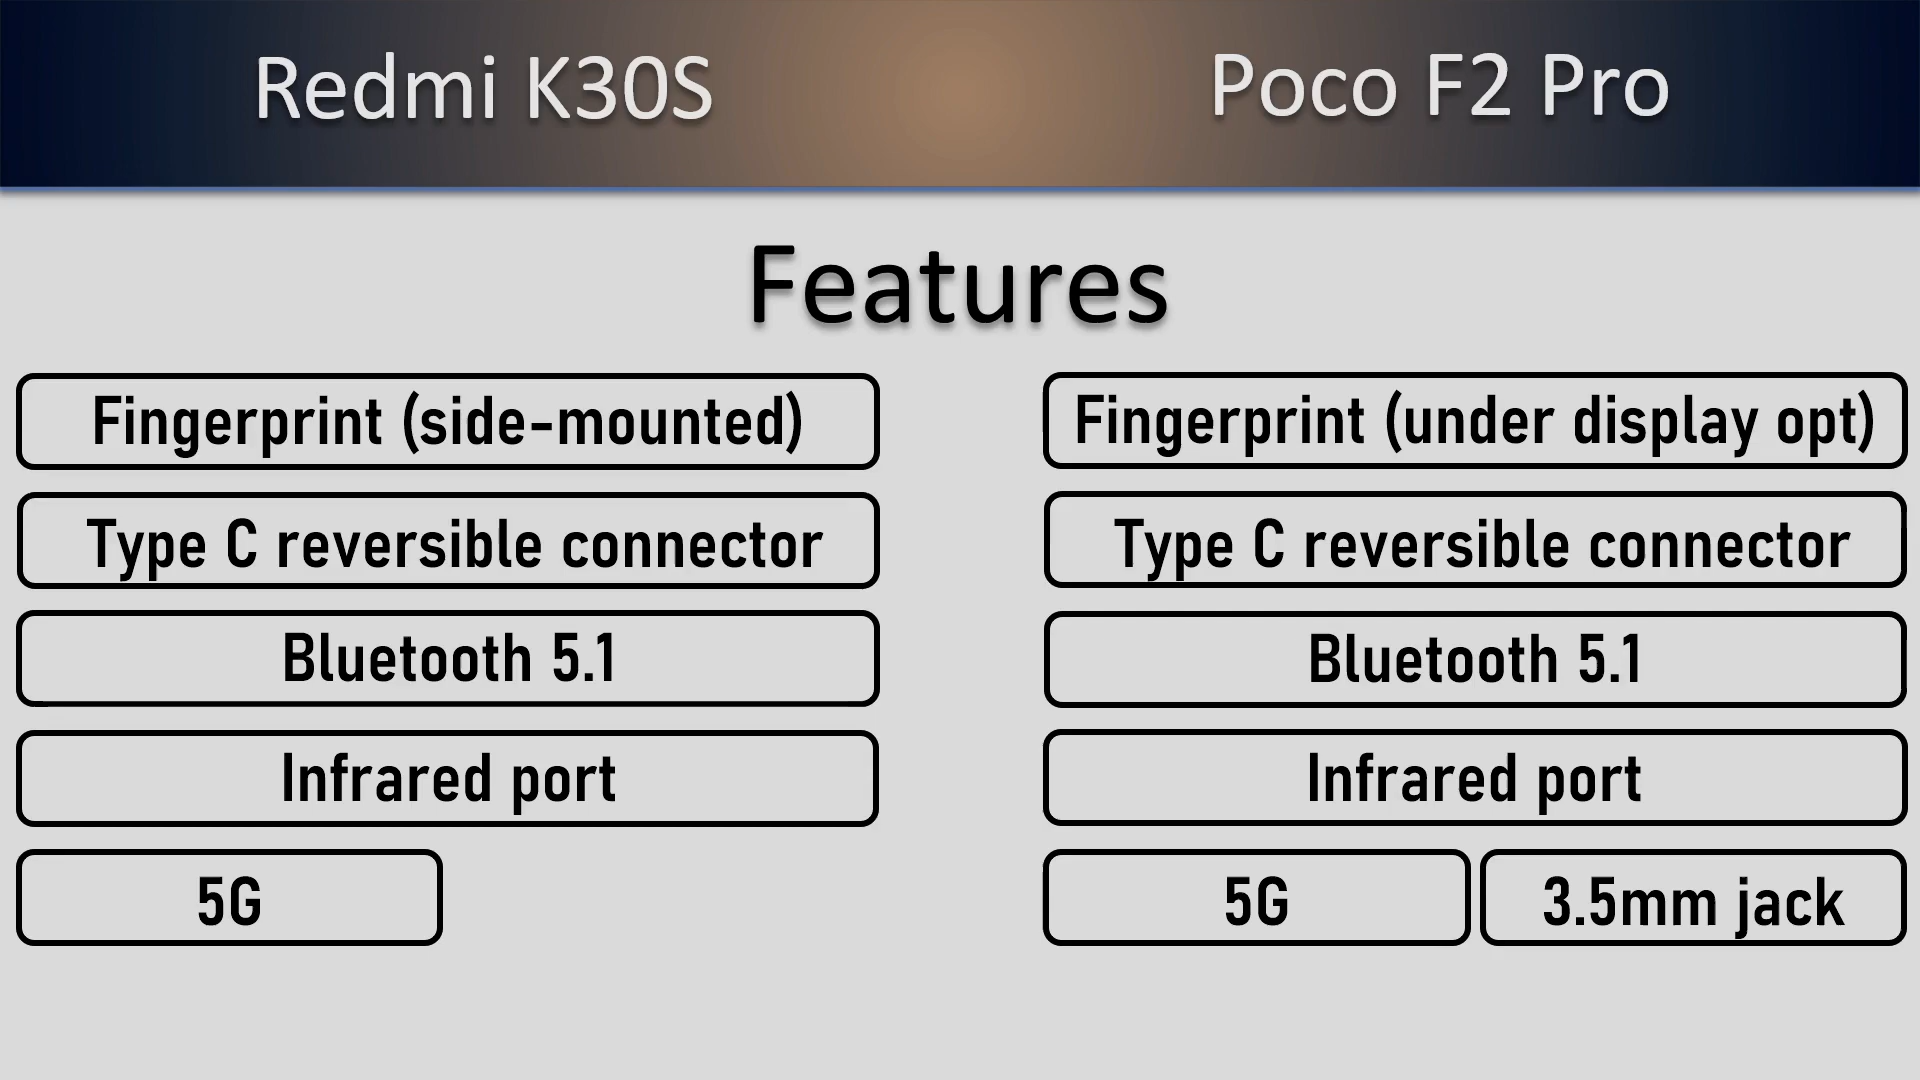 Redmi K30S
Poco F2 Pro
Features
Fingerprint (side-mounted)
Fingerprint (under display opt)
Type C reversible connector
Type C reversible connector
Bluetooth 5.1
Bluetooth 5.1
Infrared port
Infrared port
5G
5G
3.5mm jack